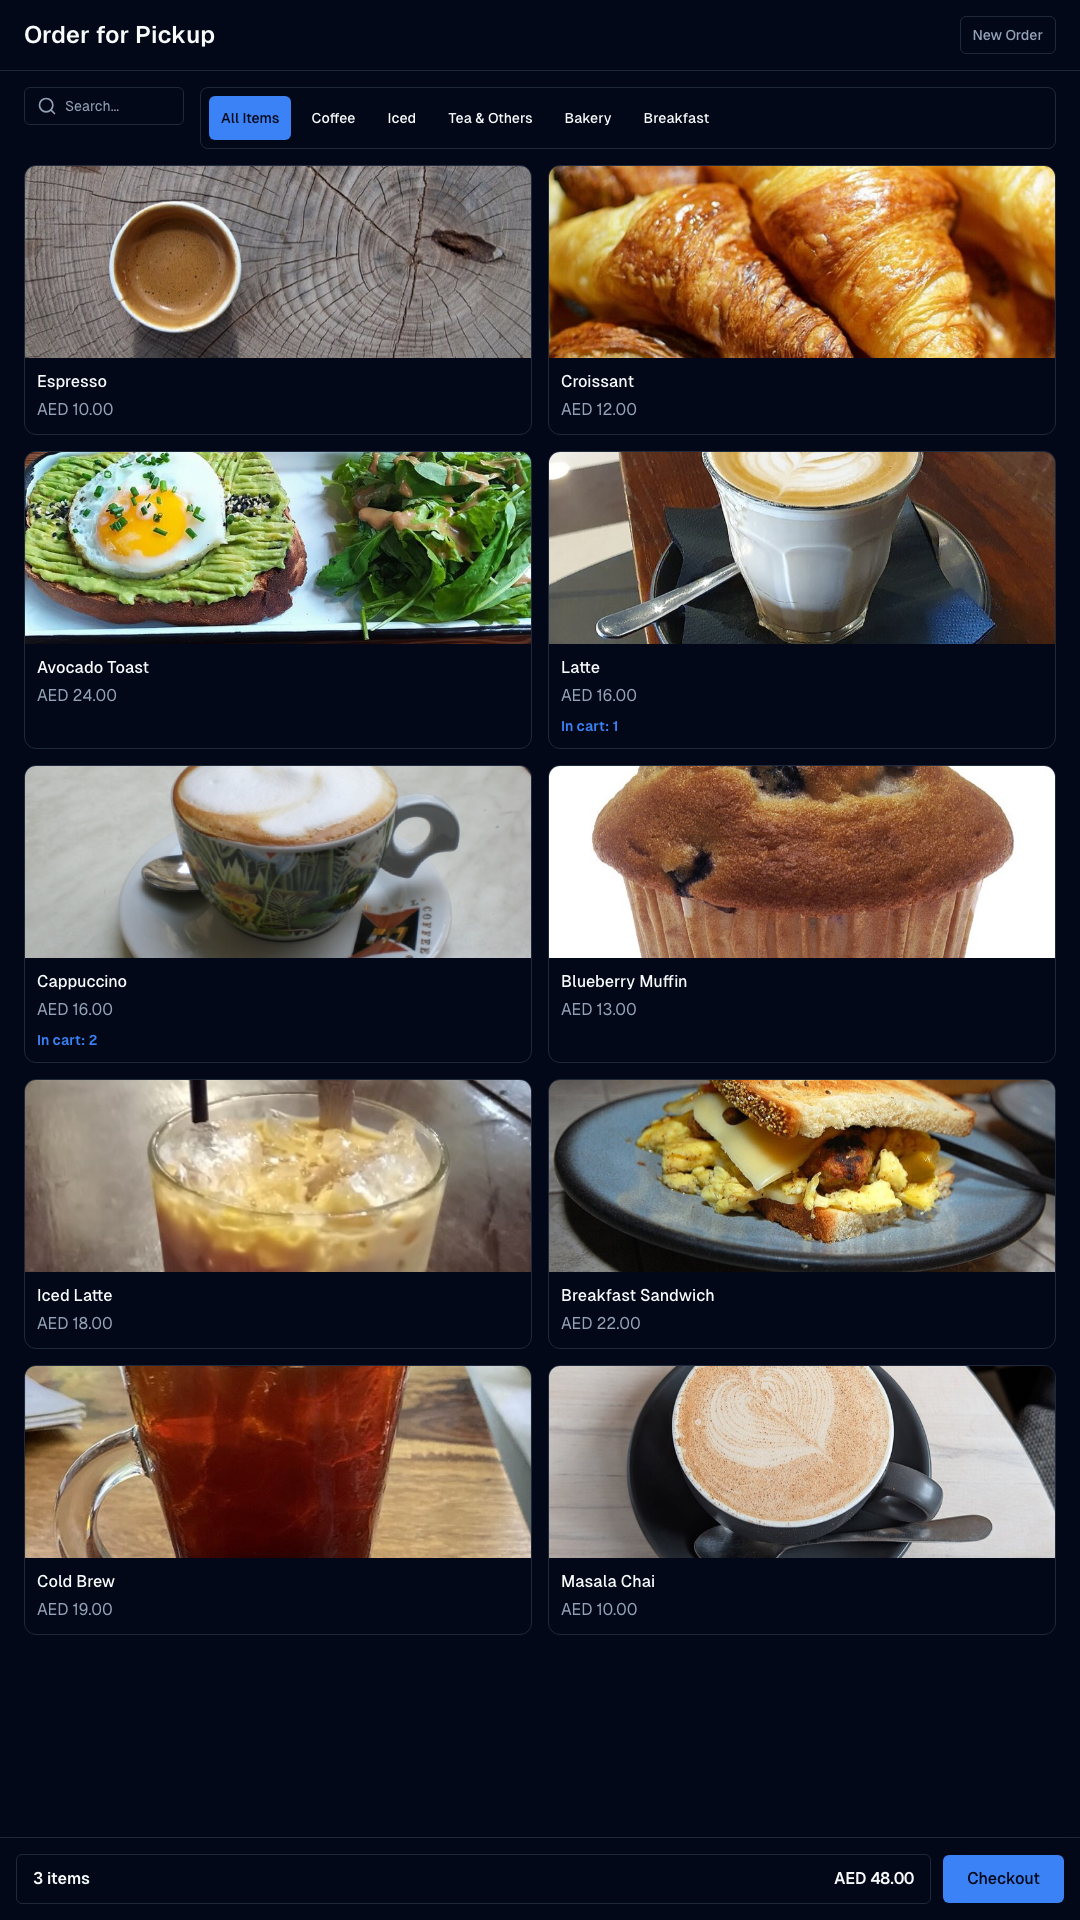 Order for Pickup
New Order
Search...
All Items
Coffee
Iced
Tea & Others
Bakery
Breakfast
Espresso
AED 10.00
Croissant
AED 12.00
Avocado Toast
AED 24.00
Latte
AED 16.00
In cart: 1
COFFEE
Cappuccino
AED 16.00
In cart: 2
Blueberry Muffin
AED 13.00
Iced Latte
AED 18.00
Breakfast Sandwich
AED 22.00
Cold Brew
AED 19.00
Masala Chai
AED 10.00
3 items
AED 48.00
Checkout